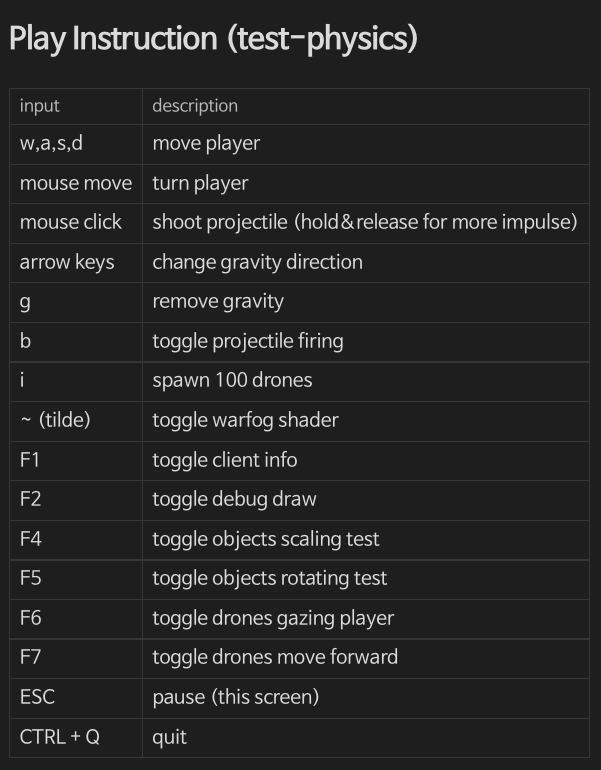 Play Instruction (test-physics)
input description
w,a,s,d move player
mouse move turn player
mouse click shoot projectile (hold&release for more impulse)
arrow keys change gravity direction
g remove gravity
b toggle projectile firing
i spawn 100 drones
~ (tilde) toggle warfog shader
F1 toggle client info
F2 toggle debug draw
F4 toggle objects scaling test
F5 toggle objects rotating test
F6 toggle drones gazing player
F7 toggle drones move forward
ESC pause (this screen)
CTRL + Q quit